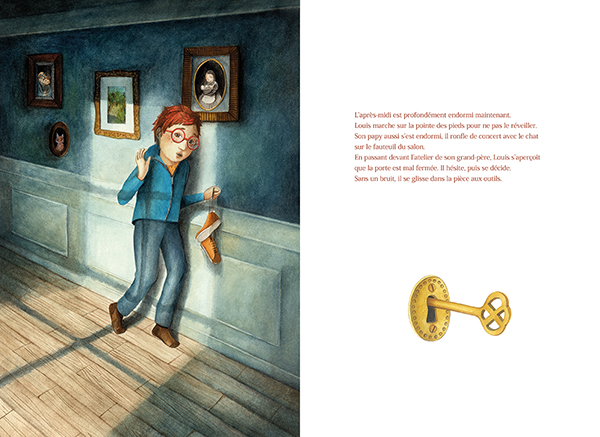 L'après-midi est profondément endormi maintenant.
Louis marche sur la pointe des pieds pour ne pas le réveiller.
Son papy aussi s'est endormi, il ronfle de concert avec le chat
sur le fauteuil du salon.
En passant devant l'atelier de son grand-père, Louis s'aperçoit
que la porte est mal fermée. Il hésite, puis se décide.
Sans un bruit, il se glisse dans la pièce aux outils.